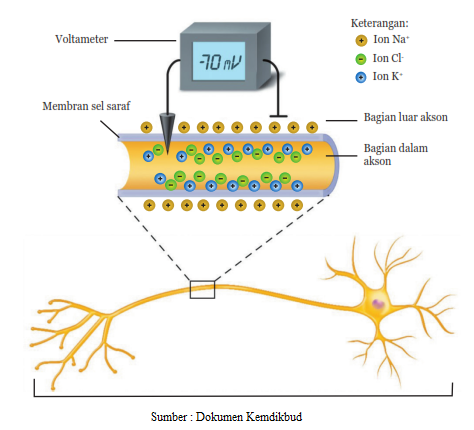 Keterangan:
Ion Na⁺
Ion Cl⁻
Ion K⁺
Voltameter
-70 mV
Membran sel saraf
Bagian luar akson
Bagian dalam
akson
Sumber : Dokumen Kemdikbud